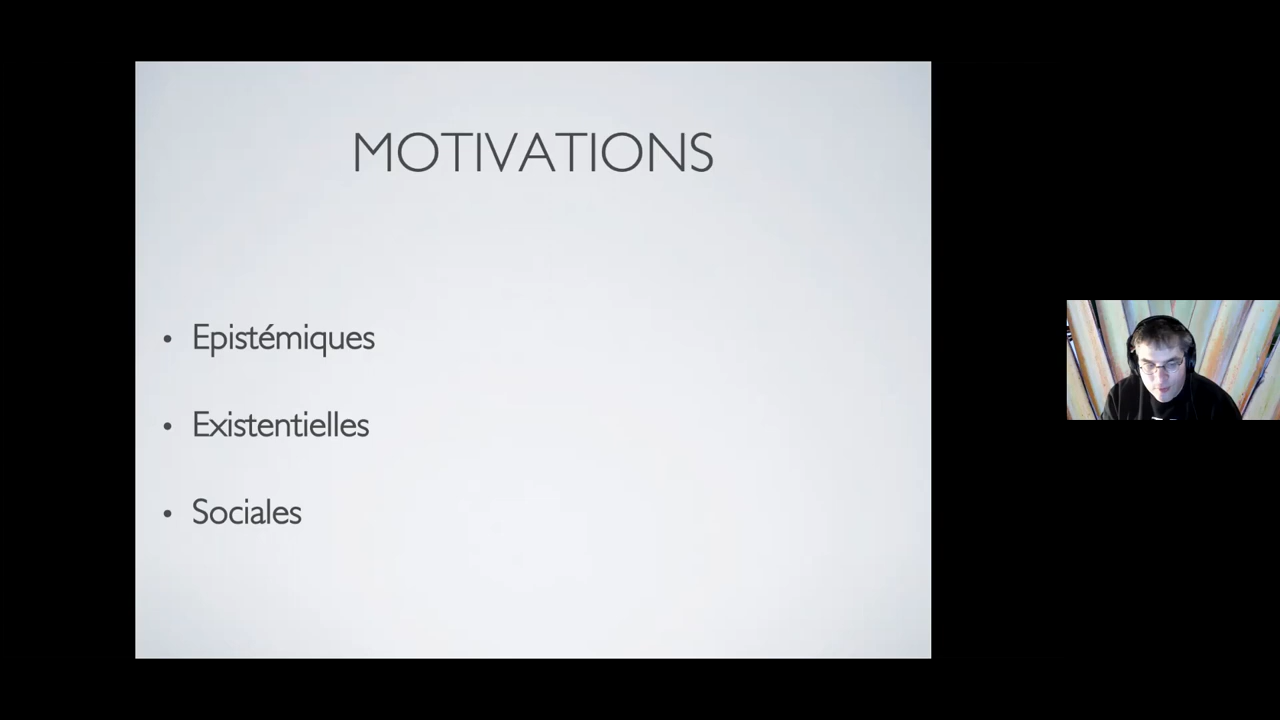 MOTIVATIONS
• Epistémiques
• Existentielles
• Sociales